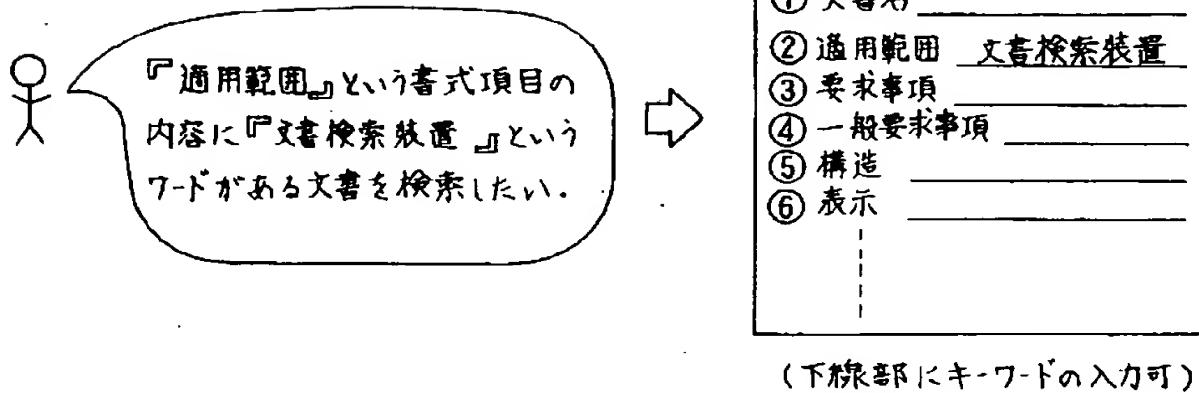 『適用範囲』という書式項目の
内容に『文書検索装置』という
ワードがある文書を検索したい.
②適用範囲 文書検索装置
③要求事項
④一般要求事項
⑤構造
⑥表示
(下線部にキーワードの入力可)